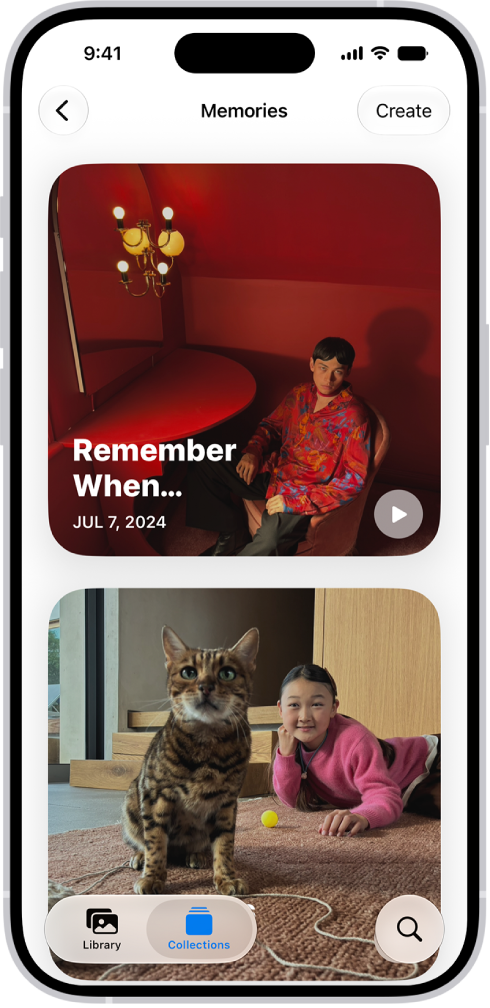 9:41
Memories
Create
Remember
When...
JUL 7, 2024
Library
Collections